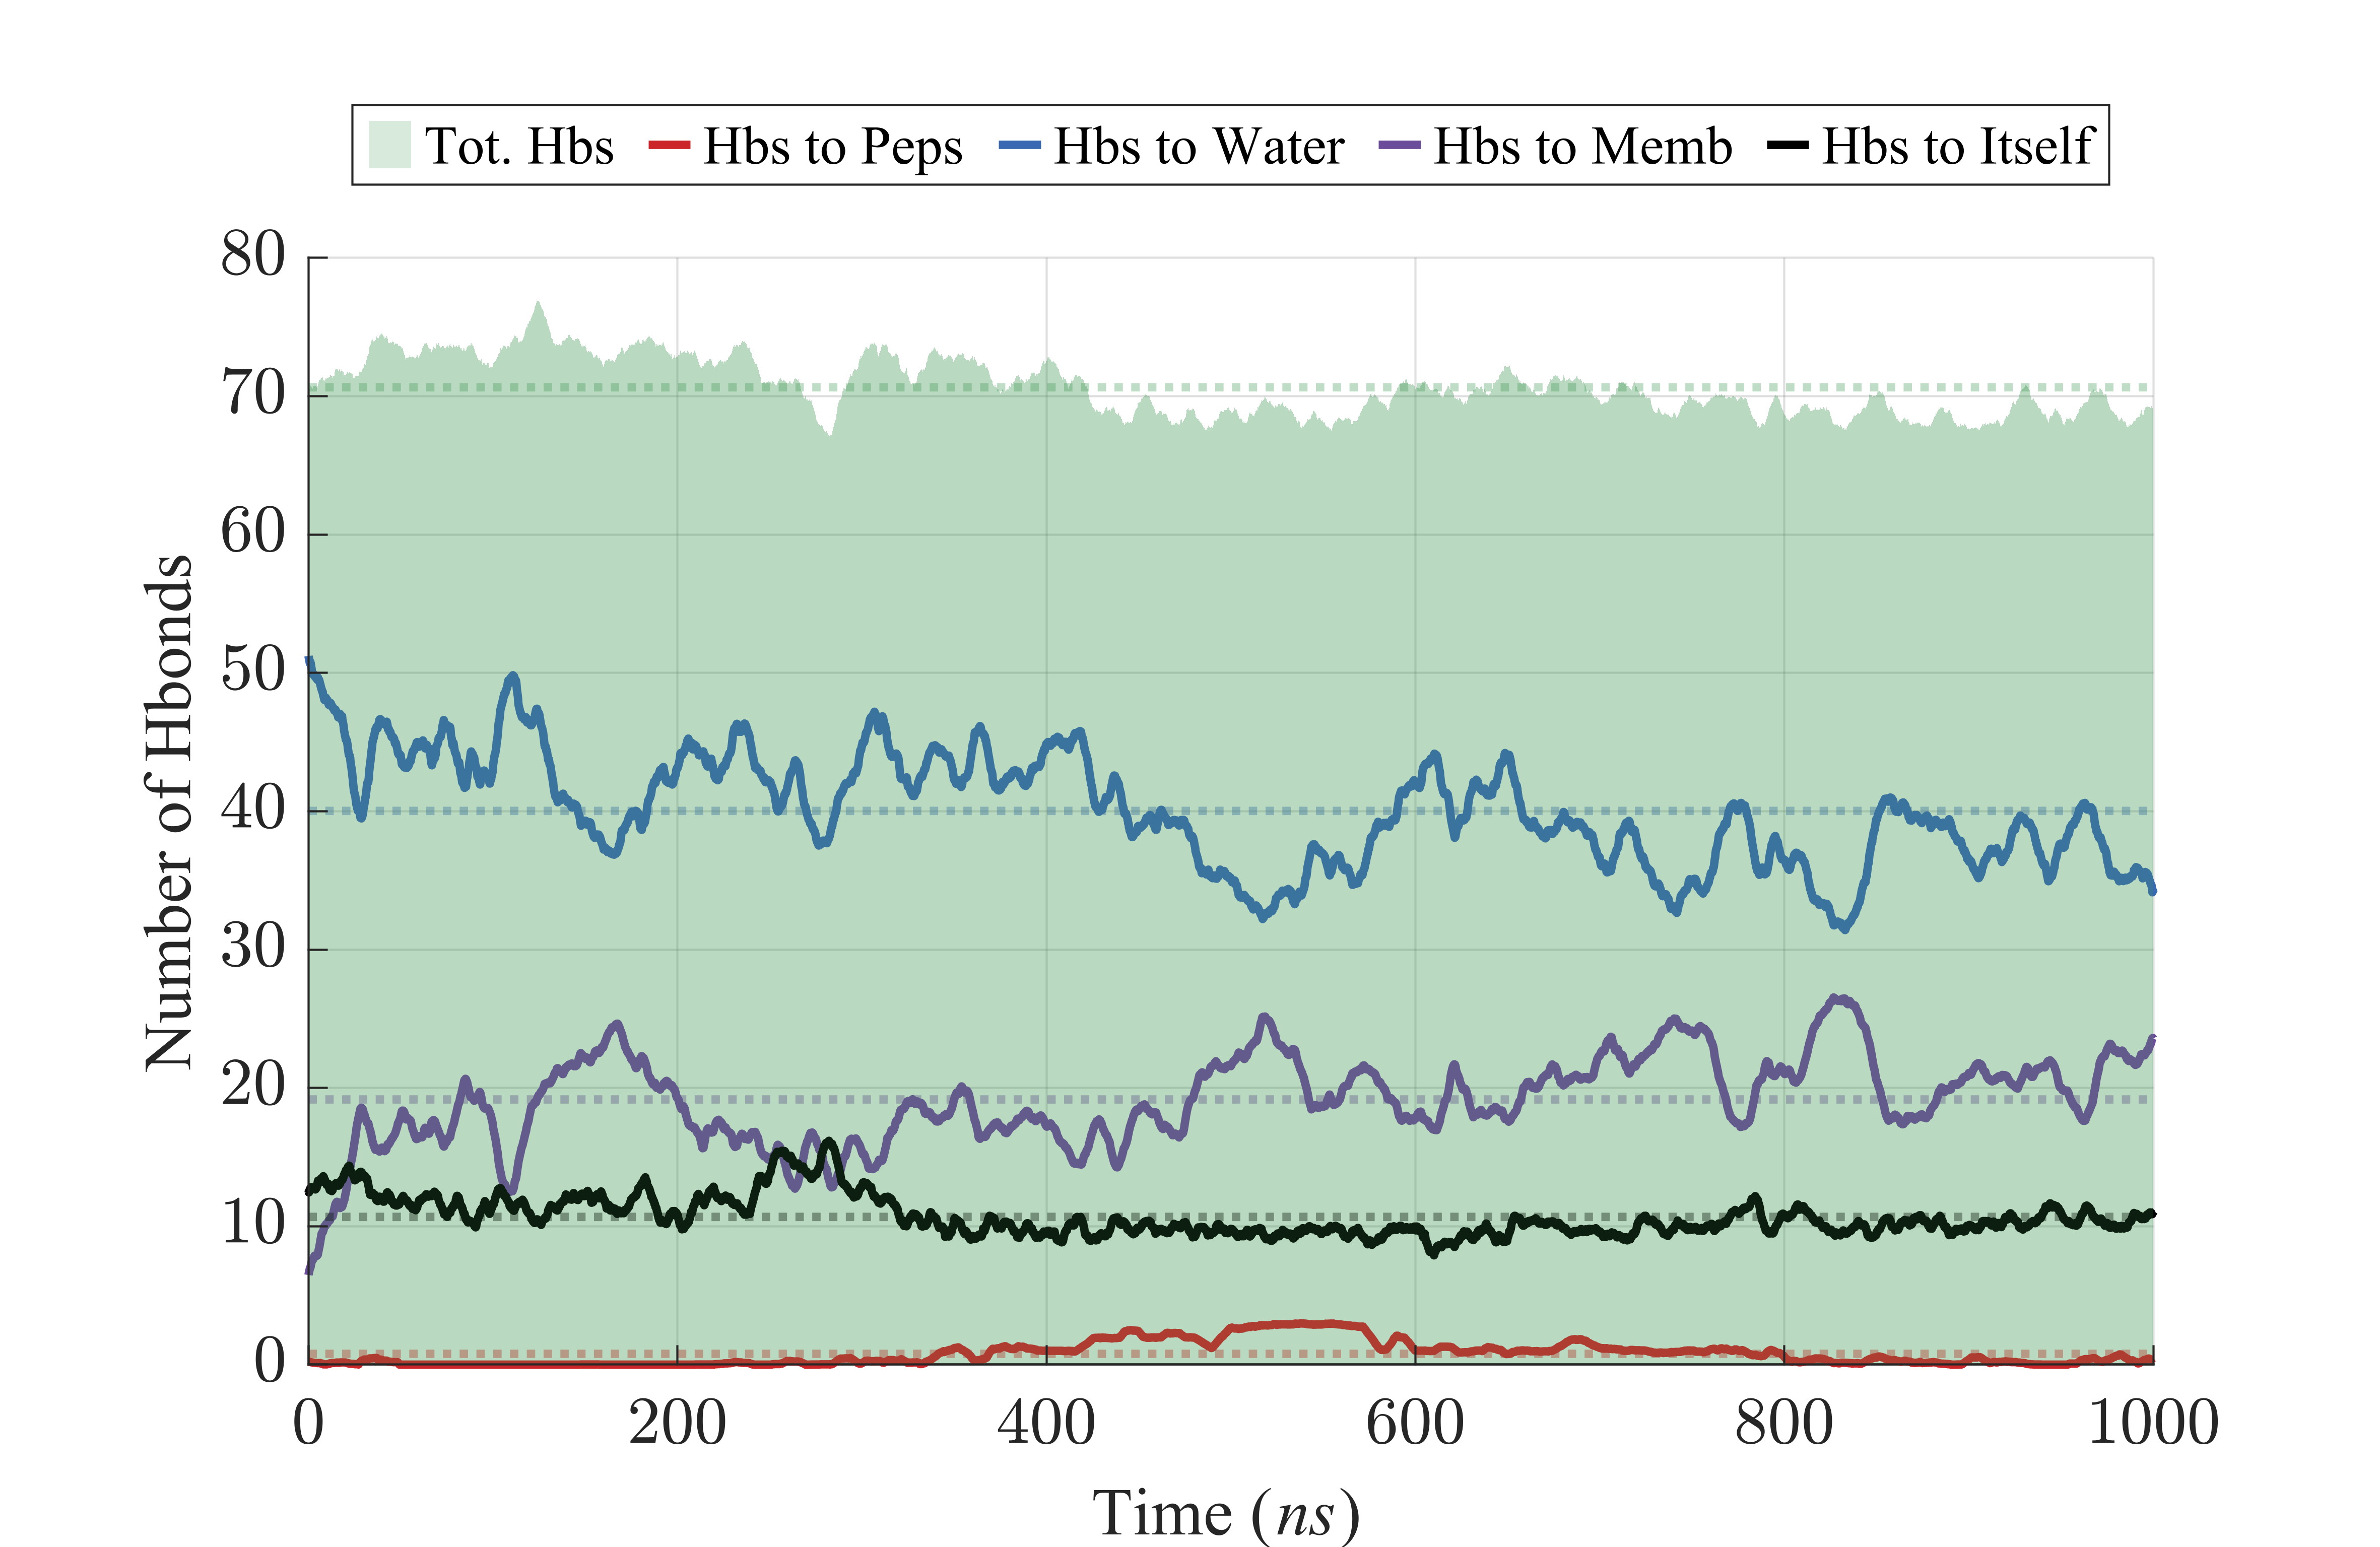 Tot. Hbs Hbs to Peps Hbs to Water Hbs to Memb Hbs to Itself
80
70
60
50
40
30
20
10
0
Number of Hbonds
0 200 400 600 800 1000
Time (ns)